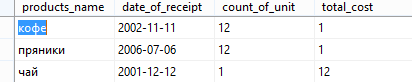 products_name date_of_receipt count_of_unit total_cost
кофе 2002-11-11 12 1
пряники 2006-07-06 12 1
чай 2001-12-12 1 12